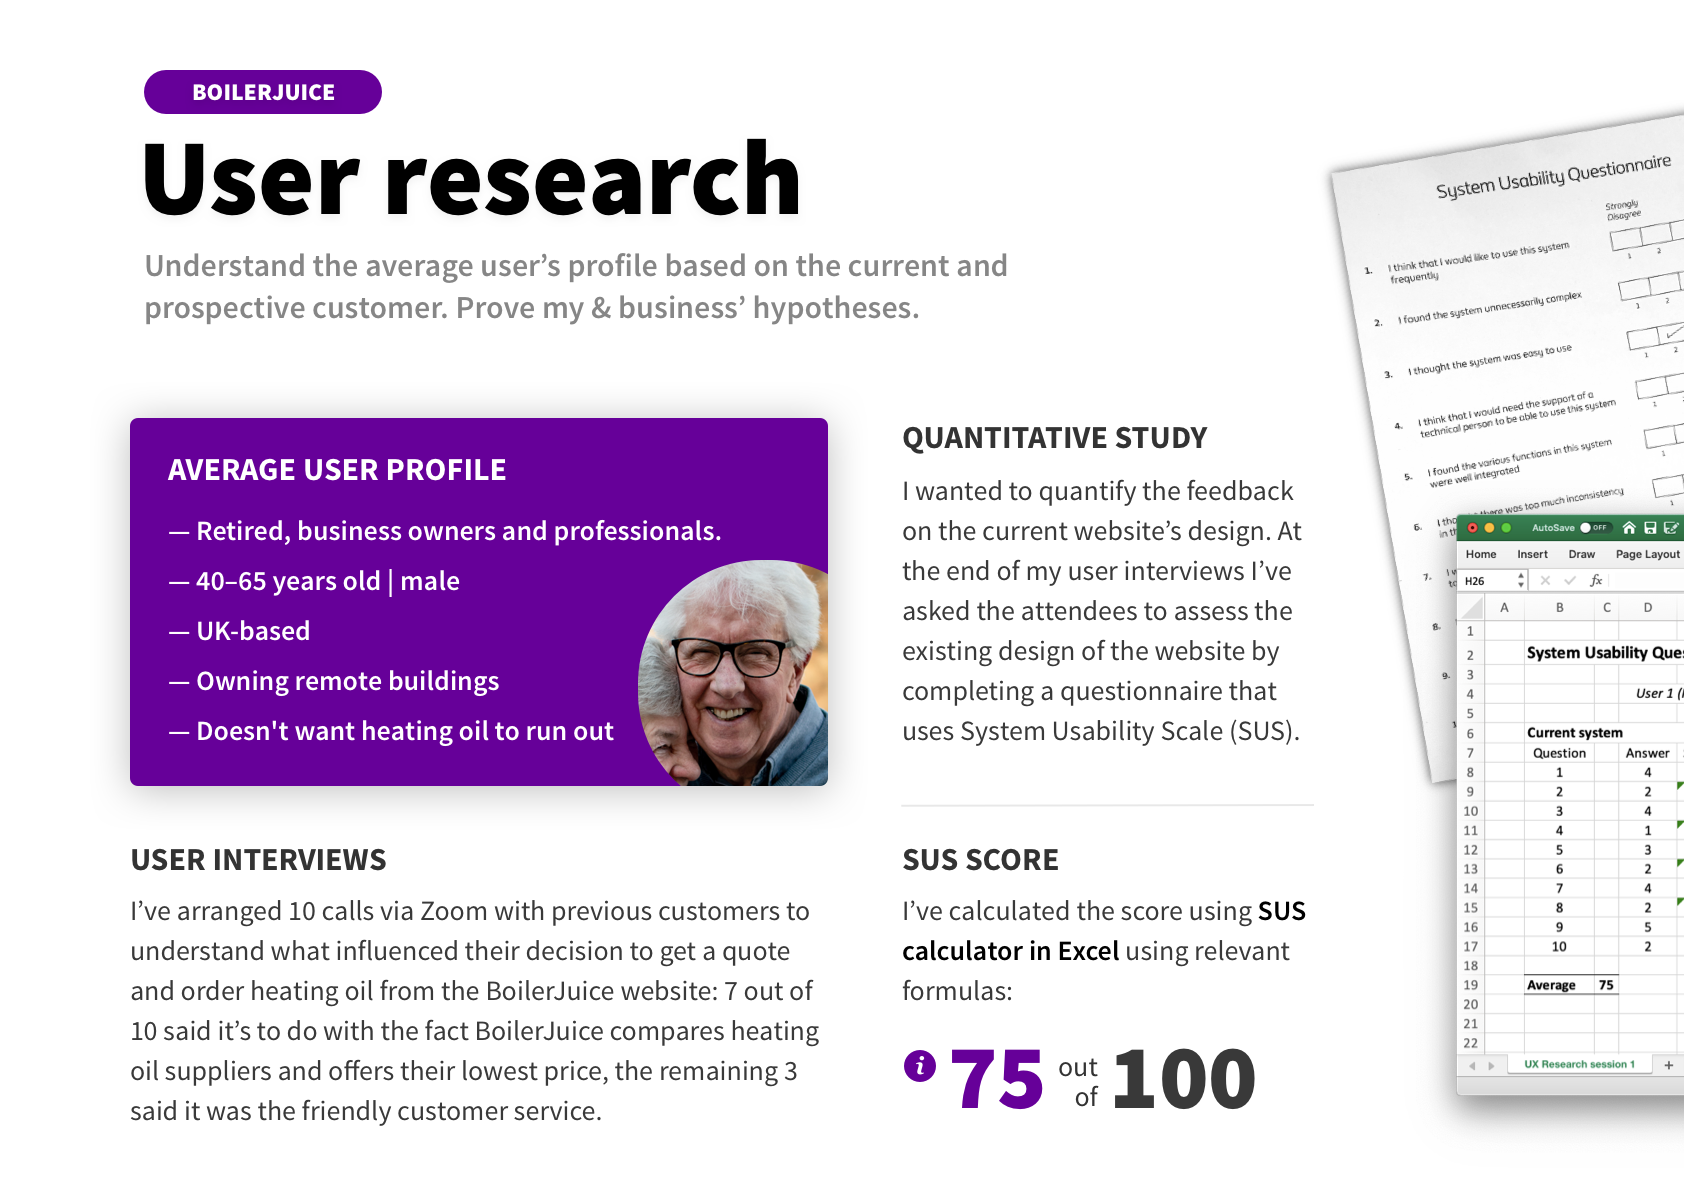 BOILERJUICE
User research
Understand the average user’s profile based on the current and
prospective customer. Prove my & business’ hypotheses.
AVERAGE USER PROFILE
— Retired, business owners and professionals.
— 40–65 years old | male
— UK-based
— Owning remote buildings
— Doesn't want heating oil to run out
USER INTERVIEWS
I’ve arranged 10 calls via Zoom with previous customers to
understand what influenced their decision to get a quote
and order heating oil from the BoilerJuice website: 7 out of
10 said it’s to do with the fact BoilerJuice compares heating
oil suppliers and offers their lowest price, the remaining 3
said it was the friendly customer service.
QUANTITATIVE STUDY
I wanted to quantify the feedback
on the current website’s design. At
the end of my user interviews I’ve
asked the attendees to assess the
existing design of the website by
completing a questionnaire that
uses System Usability Scale (SUS).
SUS SCORE
I’ve calculated the score using SUS
calculator in Excel using relevant
formulas:
i 75 out of 100
System Usability Questionnaire
Strongly
Disagree
1. I think that I would like to use this system
frequently
1 2
2. I found the system unnecessarily complex
1 2
3. I thought the system was easy to use
1 2
4. I think that I would need the support of a
technical person to be able to use this system
1
5. I found the various functions in this system
were well integrated
1
6. there was too much inconsistency
in
1
7.
8.
9.
AutoSave OFF
Home Insert Draw Page Layout
H26 fx
A B C D
1
2 System Usability
3
4 User 1
5
6 Current system
7 Question Answer
8 1 4
9 2 2
10 3 4
11 4 1
12 5 3
13 6 2
14 7 4
15 8 2
16 9 5
17 10 2
18
19 Average 75
20
21
22
UX Research session 1 +